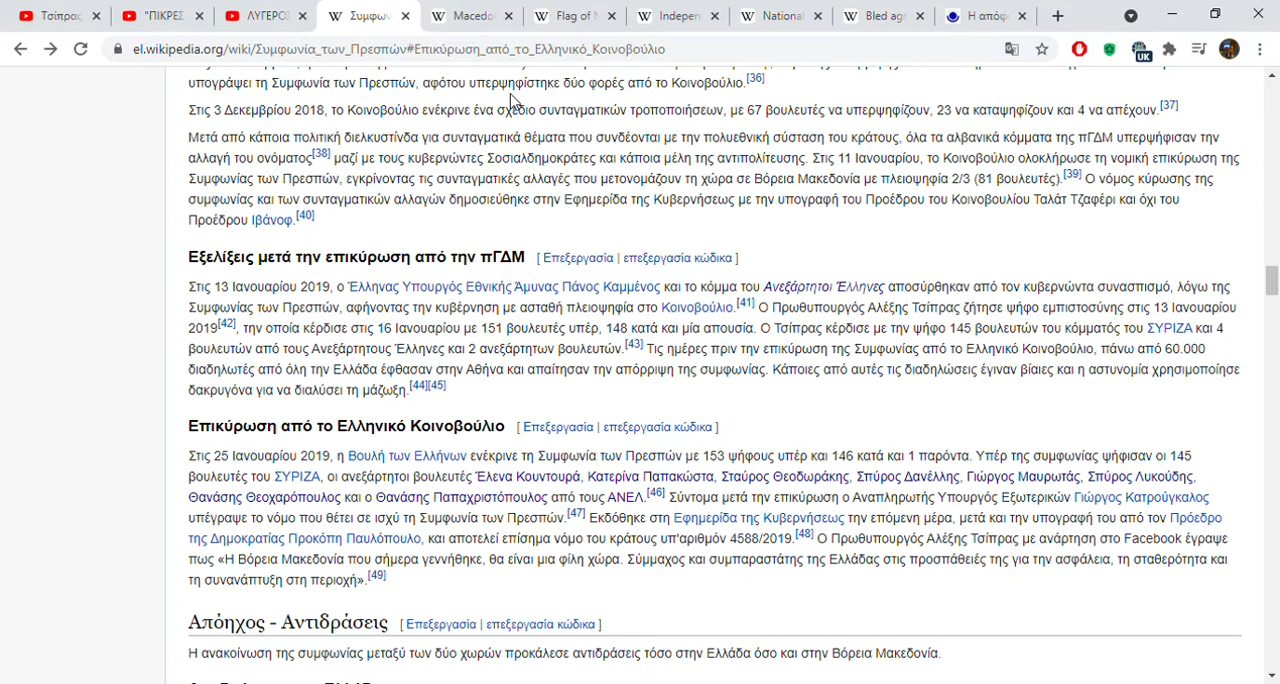 Τσίπρας
"ΠΙΚΡΕΣ
ΛΥΓΕΡΟΣ
Συμφων
Macedo
Flag of N
Indepen
National
Bled agr
Η απόφ
el.wikipedia.org/wiki/Συμφωνία_των_Πρεσπών#Επικύρωση_από_το_Ελληνικό_Κοινοβούλιο
UK
υπογράψει τη Συμφωνία των Πρεσπών, αφότου υπερψηφίστηκε δύο φορές από το Κοινοβούλιο.[36]
Στις 3 Δεκεμβρίου 2018, το Κοινοβούλιο ενέκρινε ένα σχέδιο συνταγματικών τροποποιήσεων, με 67 βουλευτές να υπερψηφίζουν, 23 να καταψηφίζουν και 4 να απέχουν.[37]
Μετά από κάποια πολιτική διελκυστίνδα για συνταγματικά θέματα που συνδέονται με την πολυεθνική σύσταση του κράτους, όλα τα αλβανικά κόμματα της πΓΔΜ υπερψήφισαν την
αλλαγή του ονόματος[38] μαζί με τους κυβερνώντες Σοσιαλδημοκράτες και κάποια μέλη της αντιπολίτευσης. Στις 11 Ιανουαρίου, το Κοινοβούλιο ολοκλήρωσε τη νομική επικύρωση της
Συμφωνίας των Πρεσπών, εγκρίνοντας τις συνταγματικές αλλαγές που μετονομάζουν τη χώρα σε Βόρεια Μακεδονία με πλειοψηφία 2/3 (81 βουλευτές).[39] Ο νόμος κύρωσης της
συμφωνίας και των συνταγματικών αλλαγών δημοσιεύθηκε στην Εφημερίδα της Κυβερνήσεως με την υπογραφή του Προέδρου του Κοινοβουλίου Ταλάτ Τζαφέρι και όχι του
Προέδρου Ιβάνοφ.[40]
Εξελίξεις μετά την επικύρωση από την πΓΔΜ [ Επεξεργασία | επεξεργασία κώδικα ]
Στις 13 Ιανουαρίου 2019, ο Έλληνας Υπουργός Εθνικής Άμυνας Πάνος Καμμένος και το κόμμα του Ανεξάρτητοι Έλληνες αποσύρθηκαν από τον κυβερνώντα συνασπισμό, λόγω της
Συμφωνίας των Πρεσπών, αφήνοντας την κυβέρνηση με ασταθή πλειοψηφία στο Κοινοβούλιο.[41] Ο Πρωθυπουργός Αλέξης Τσίπρας ζήτησε ψήφο εμπιστοσύνης στις 13 Ιανουαρίου
2019[42], την οποία κέρδισε στις 16 Ιανουαρίου με 151 βουλευτές υπέρ, 148 κατά και μία απουσία. Ο Τσίπρας κέρδισε με την ψήφο 145 βουλευτών του κόμματός του ΣΥΡΙΖΑ και 4
βουλευτών από τους Ανεξάρτητους Έλληνες και 2 ανεξάρτητων βουλευτών.[43] Τις ημέρες πριν την επικύρωση της Συμφωνίας από το Ελληνικό Κοινοβούλιο, πάνω από 60.000
διαδηλωτές από όλη την Ελλάδα έφθασαν στην Αθήνα και απαίτησαν την απόρριψη της συμφωνίας. Κάποιες από αυτές τις διαδηλώσεις έγιναν βίαιες και η αστυνομία χρησιμοποίησε
δακρυγόνα για να διαλύσει τη μάζωξη.[44][45]
Επικύρωση από το Ελληνικό Κοινοβούλιο [ Επεξεργασία | επεξεργασία κώδικα ]
Στις 25 Ιανουαρίου 2019, η Βουλή των Ελλήνων ενέκρινε τη Συμφωνία των Πρεσπών με 153 ψήφους υπέρ και 146 κατά και 1 παρόντα. Υπέρ της συμφωνίας ψήφισαν οι 145
βουλευτές του ΣΥΡΙΖΑ, οι ανεξάρτητοι βουλευτές Έλενα Κουντουρά, Κατερίνα Παπακώστα, Σταύρος Θεοδωράκης, Σπύρος Δανέλλης, Γιώργος Μαυρωτάς, Σπύρος Λυκούδης,
Θανάσης Θεοχαρόπουλος και ο Θανάσης Παπαχριστόπουλος από τους ΑΝΕΛ.[46] Σύντομα μετά την επικύρωση ο Αναπληρωτής Υπουργός Εξωτερικών Γιώργος Κατρούγκαλος
υπέγραψε το νόμο που θέτει σε ισχύ τη Συμφωνία των Πρεσπών.[47] Εκδόθηκε στη Εφημερίδα της Κυβερνήσεως την επόμενη μέρα, μετά και την υπογραφή του από τον Πρόεδρο
της Δημοκρατίας Προκόπη Παυλόπουλο, και αποτελεί επίσημα νόμο του κράτους υπ'αριθμόν 4588/2019.[48] Ο Πρωθυπουργός Αλέξης Τσίπρας με ανάρτηση στο Facebook έγραψε
πως «Η Βόρεια Μακεδονία που σήμερα γεννήθηκε, θα είναι μια φίλη χώρα. Σύμμαχος και συμπαραστάτης της Ελλάδας στις προσπάθειές της για την ασφάλεια, τη σταθερότητα και
τη συνανάπτυξη στη περιοχή».[49]
Απόηχος - Αντιδράσεις [ Επεξεργασία | επεξεργασία κώδικα ]
Η ανακοίνωση της συμφωνίας μεταξύ των δύο χωρών προκάλεσε αντιδράσεις τόσο στην Ελλάδα όσο και στην Βόρεια Μακεδονία.